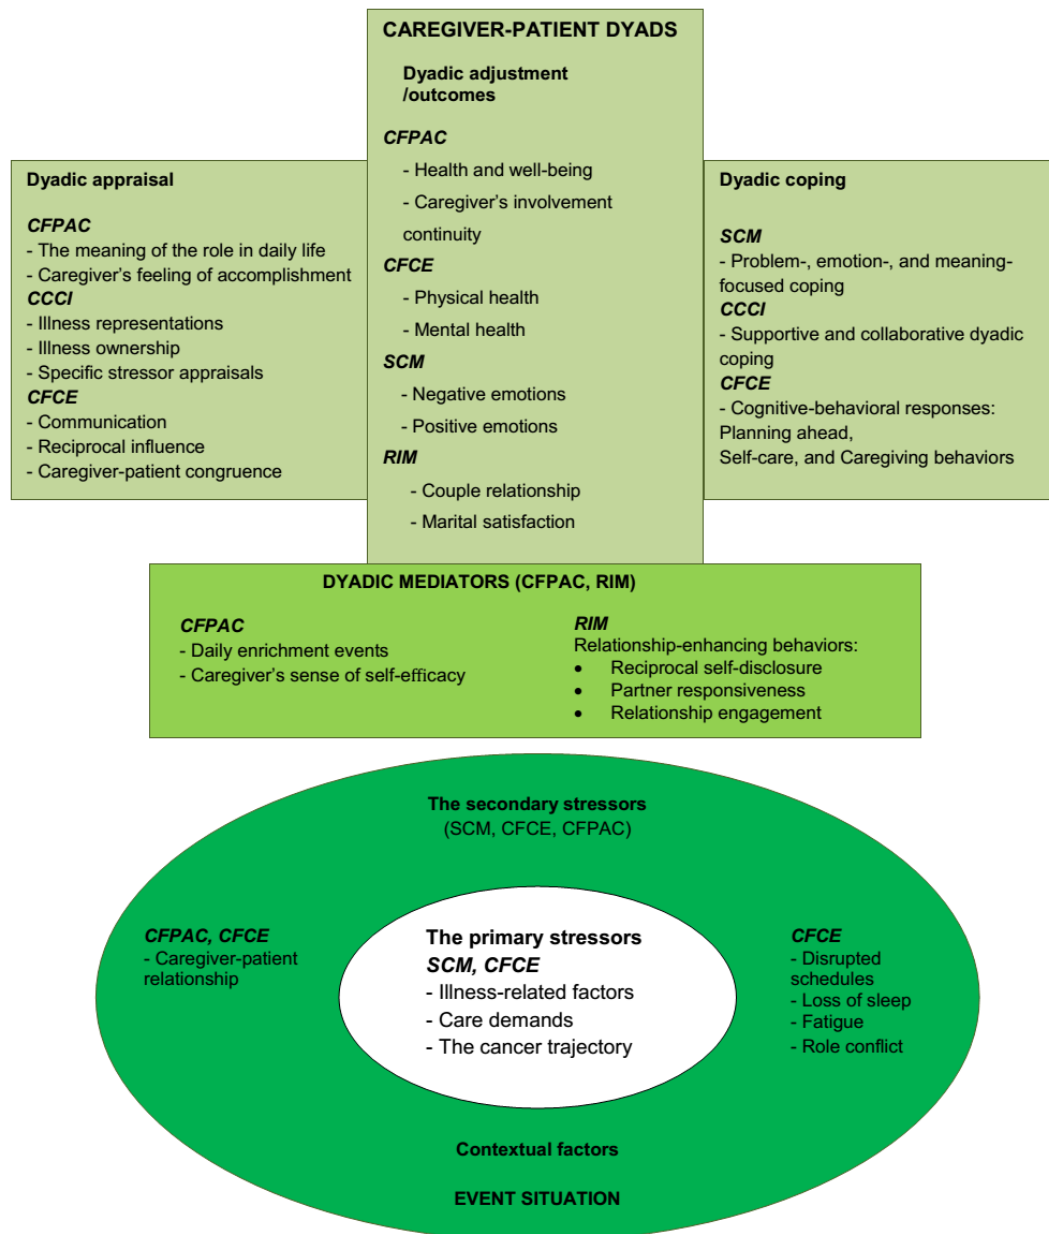 CAREGIVER-PATIENT DYADS
Dyadic adjustment
/outcomes
CFPAC
- Health and well-being
- Caregiver's involvement
continuity
CFCE
- Physical health
- Mental health
SCM
- Negative emotions
- Positive emotions
RIM
- Couple relationship
- Marital satisfaction
Dyadic appraisal
CFPAC
- The meaning of the role in daily life
- Caregiver's feeling of accomplishment
CCCI
- Illness representations
- Illness ownership
- Specific stressor appraisals
CFCE
- Communication
- Reciprocal influence
- Caregiver-patient congruence
Dyadic coping
SCM
- Problem-, emotion-, and meaning-
focused coping
CCCI
- Supportive and collaborative dyadic
coping
CFCE
- Cognitive-behavioral responses:
Planning ahead,
Self-care, and Caregiving behaviors
DYADIC MEDIATORS (CFPAC, RIM)
CFPAC
- Daily enrichment events
- Caregiver's sense of self-efficacy
RIM
Relationship-enhancing behaviors:
• Reciprocal self-disclosure
• Partner responsiveness
• Relationship engagement
The secondary stressors
(SCM, CFCE, CFPAC)
CFPAC, CFCE
- Caregiver-patient
relationship
The primary stressors
SCM, CFCE
- Illness-related factors
- Care demands
- The cancer trajectory
CFCE
- Disrupted
schedules
- Loss of sleep
- Fatigue
- Role conflict
Contextual factors
EVENT SITUATION